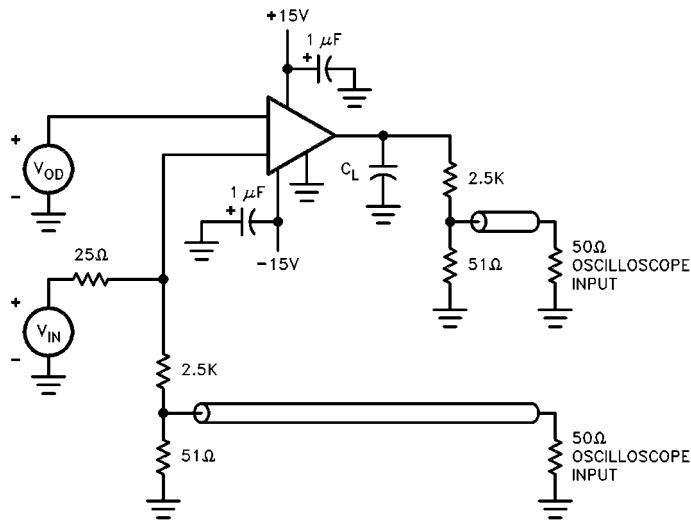 +15V
1 μF
+
+
V_OD
-
C_L
2.5K
1 μF
+
-15V
51Ω
50Ω
OSCILLOSCOPE
INPUT
25Ω
+
V_IN
-
2.5K
51Ω
50Ω
OSCILLOSCOPE
INPUT